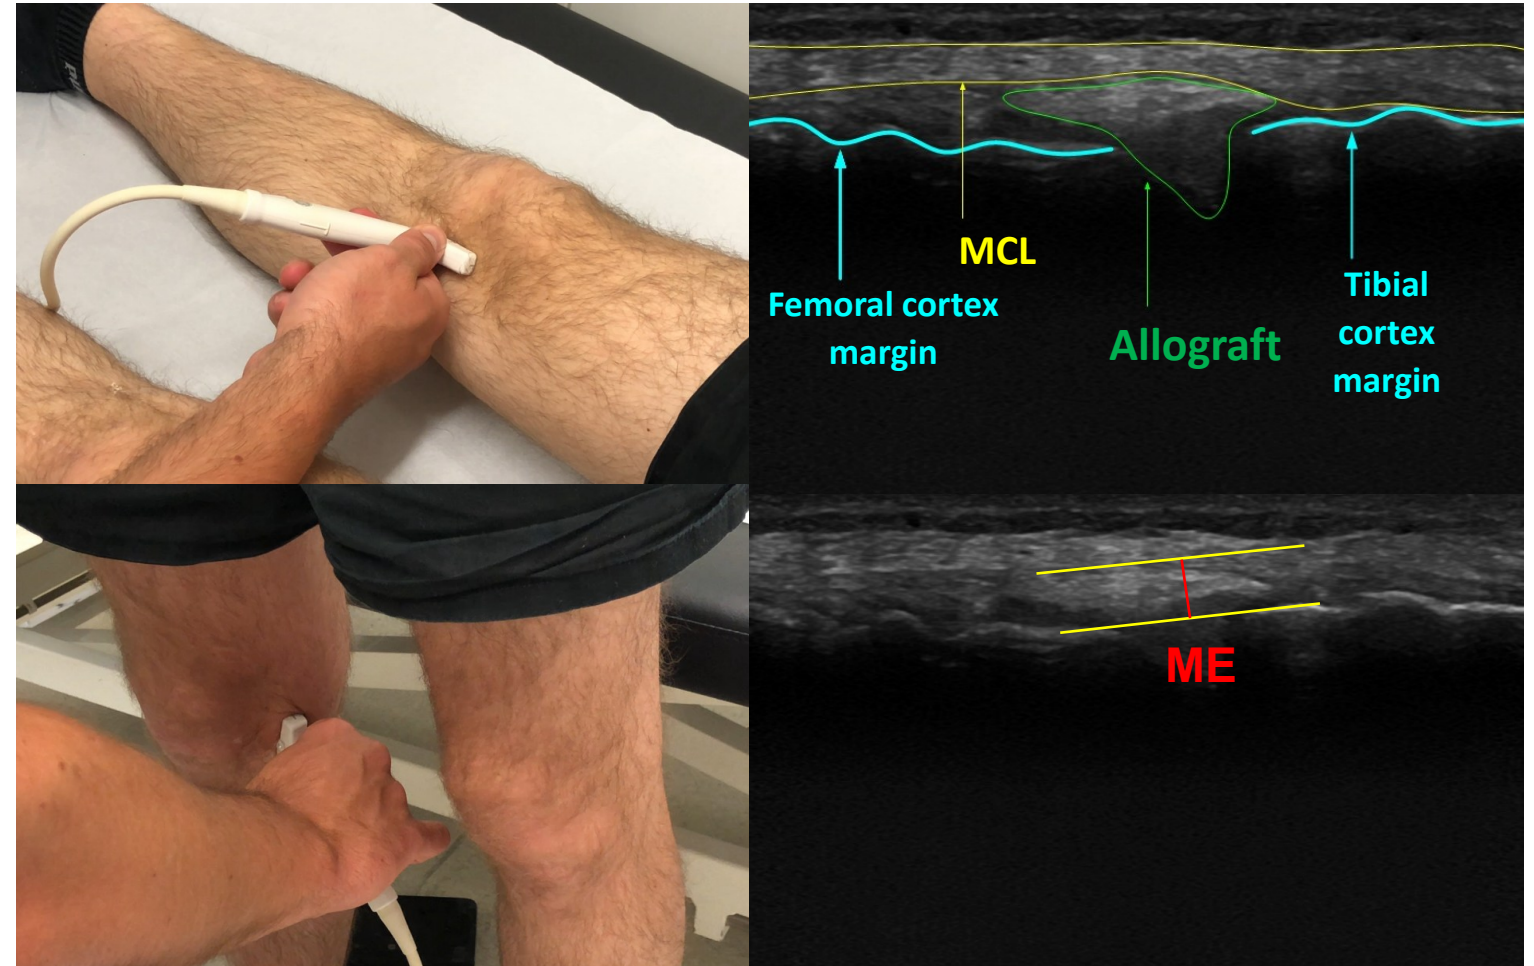 MCL
Femoral cortex
margin
Allograft
Tibial
cortex
margin
ME